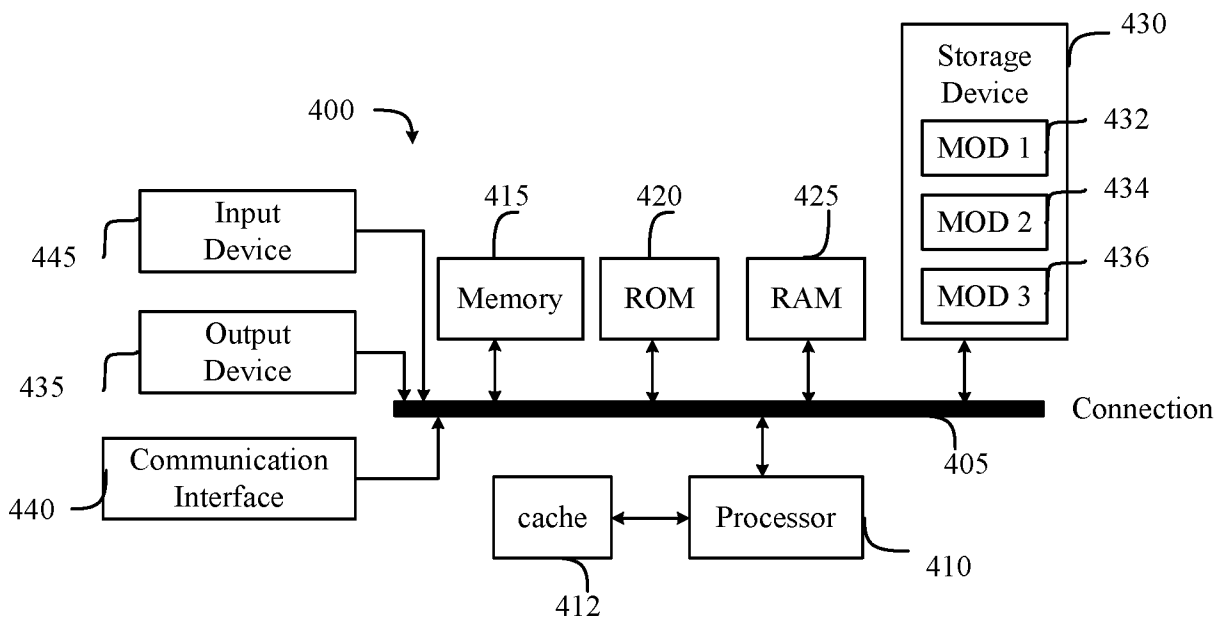 430
Storage
Device
400
432
MOD 1
415
420
425
434
MOD 2
Input
Device
445
436
MOD 3
Memory
ROM
RAM
Output
Device
435
Connection
405
Communication
Interface
440
cache
Processor
410
412